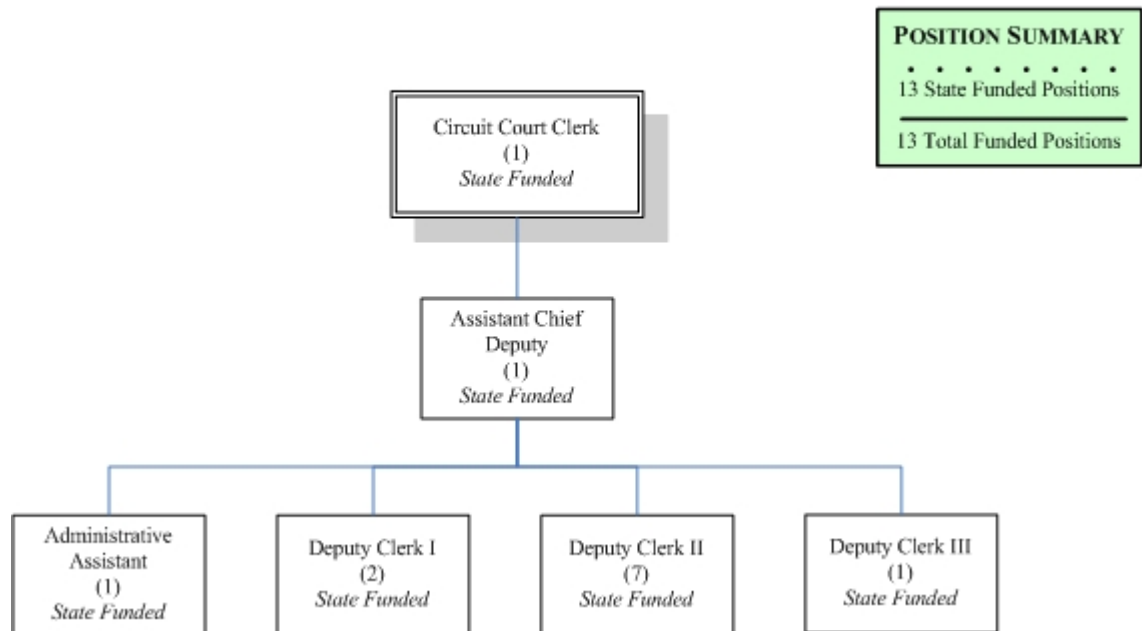 POSITION SUMMARY
13 State Funded Positions
13 Total Funded Positions
Circuit Court Clerk
(1)
State Funded
Assistant Chief
Deputy
(1)
State Funded
Administrative
Assistant
(1)
State Funded
Deputy Clerk I
(2)
State Funded
Deputy Clerk II
(7)
State Funded
Deputy Clerk III
(1)
State Funded